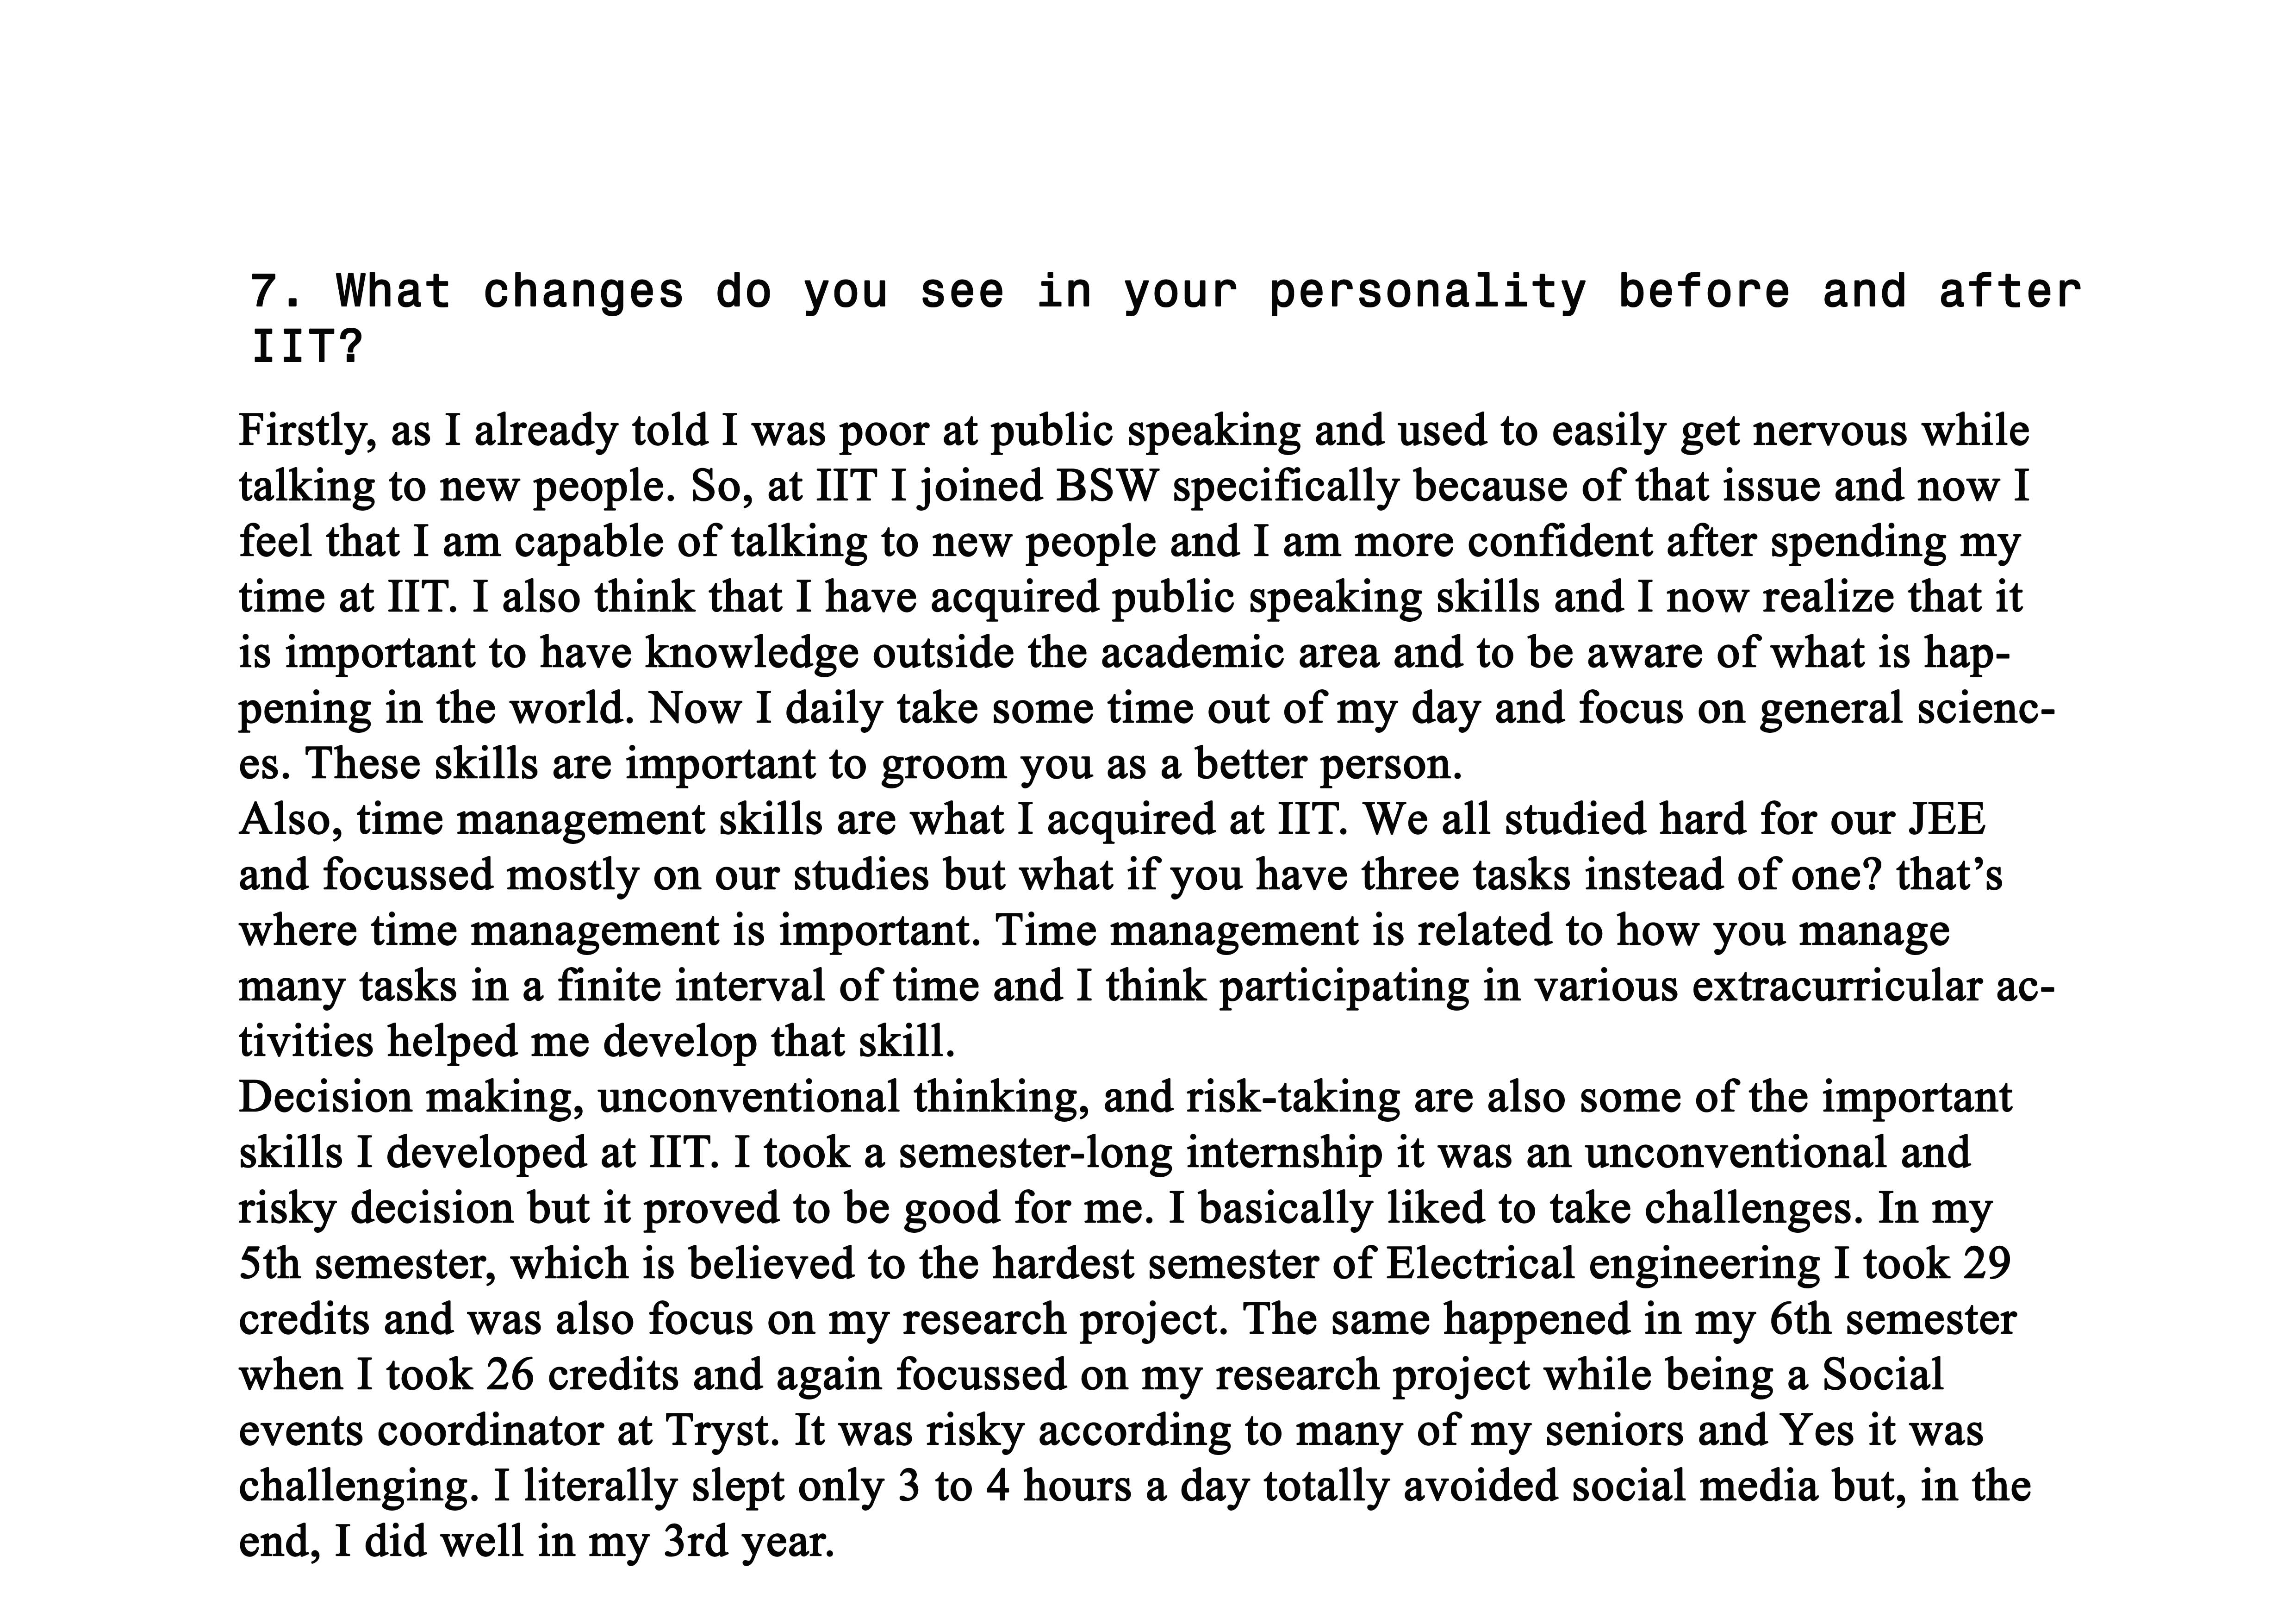 7. What changes do you see in your personality before and after
IIT?
Firstly, as I already told I was poor at public speaking and used to easily get nervous while
talking to new people. So, at IIT I joined BSW specifically because of that issue and now I
feel that I am capable of talking to new people and I am more confident after spending my
time at IIT. I also think that I have acquired public speaking skills and I now realize that it
is important to have knowledge outside the academic area and to be aware of what is hap-
pening in the world. Now I daily take some time out of my day and focus on general scienc-
es. These skills are important to groom you as a better person.
Also, time management skills are what I acquired at IIT. We all studied hard for our JEE
and focussed mostly on our studies but what if you have three tasks instead of one? that’s
where time management is important. Time management is related to how you manage
many tasks in a finite interval of time and I think participating in various extracurricular ac-
tivities helped me develop that skill.
Decision making, unconventional thinking, and risk-taking are also some of the important
skills I developed at IIT. I took a semester-long internship it was an unconventional and
risky decision but it proved to be good for me. I basically liked to take challenges. In my
5th semester, which is believed to the hardest semester of Electrical engineering I took 29
credits and was also focus on my research project. The same happened in my 6th semester
when I took 26 credits and again focussed on my research project while being a Social
events coordinator at Tryst. It was risky according to many of my seniors and Yes it was
challenging. I literally slept only 3 to 4 hours a day totally avoided social media but, in the
end, I did well in my 3rd year.